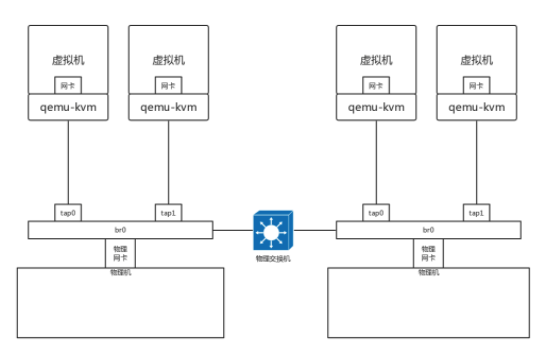 虚拟机
虚拟机
虚拟机
虚拟机
网卡
网卡
网卡
网卡
qemu-kvm
qemu-kvm
qemu-kvm
qemu-kvm
tap0
tap1
tap0
tap1
br0
br0
物理
网卡
物理交换机
物理
网卡
物理机
物理机